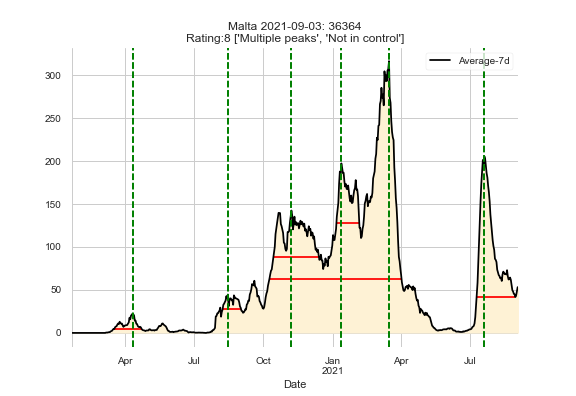 Malta 2021-09-03: 36364
Rating:8 ['Multiple peaks', 'Not in control']
Average-7d
300
250
200
150
100
50
0
Apr Jul Oct Jan Apr Jul
2021
Date